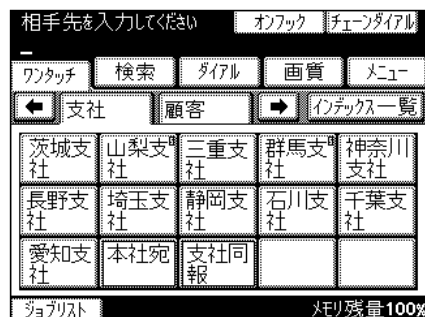 相手先を入力してください オンフック チェーンダイアル
ワンタッチ 検索 ダイアル 画質 メニュー
← 支社 顧客 → インデックス一覧
茨城支社 山梨支社 三重支社 群馬支社 神奈川支社
長野支社 埼玉支社 静岡支社 石川支社 千葉支社
愛知支社 本社宛 支社同報
ジョブリスト メモリ残量100%